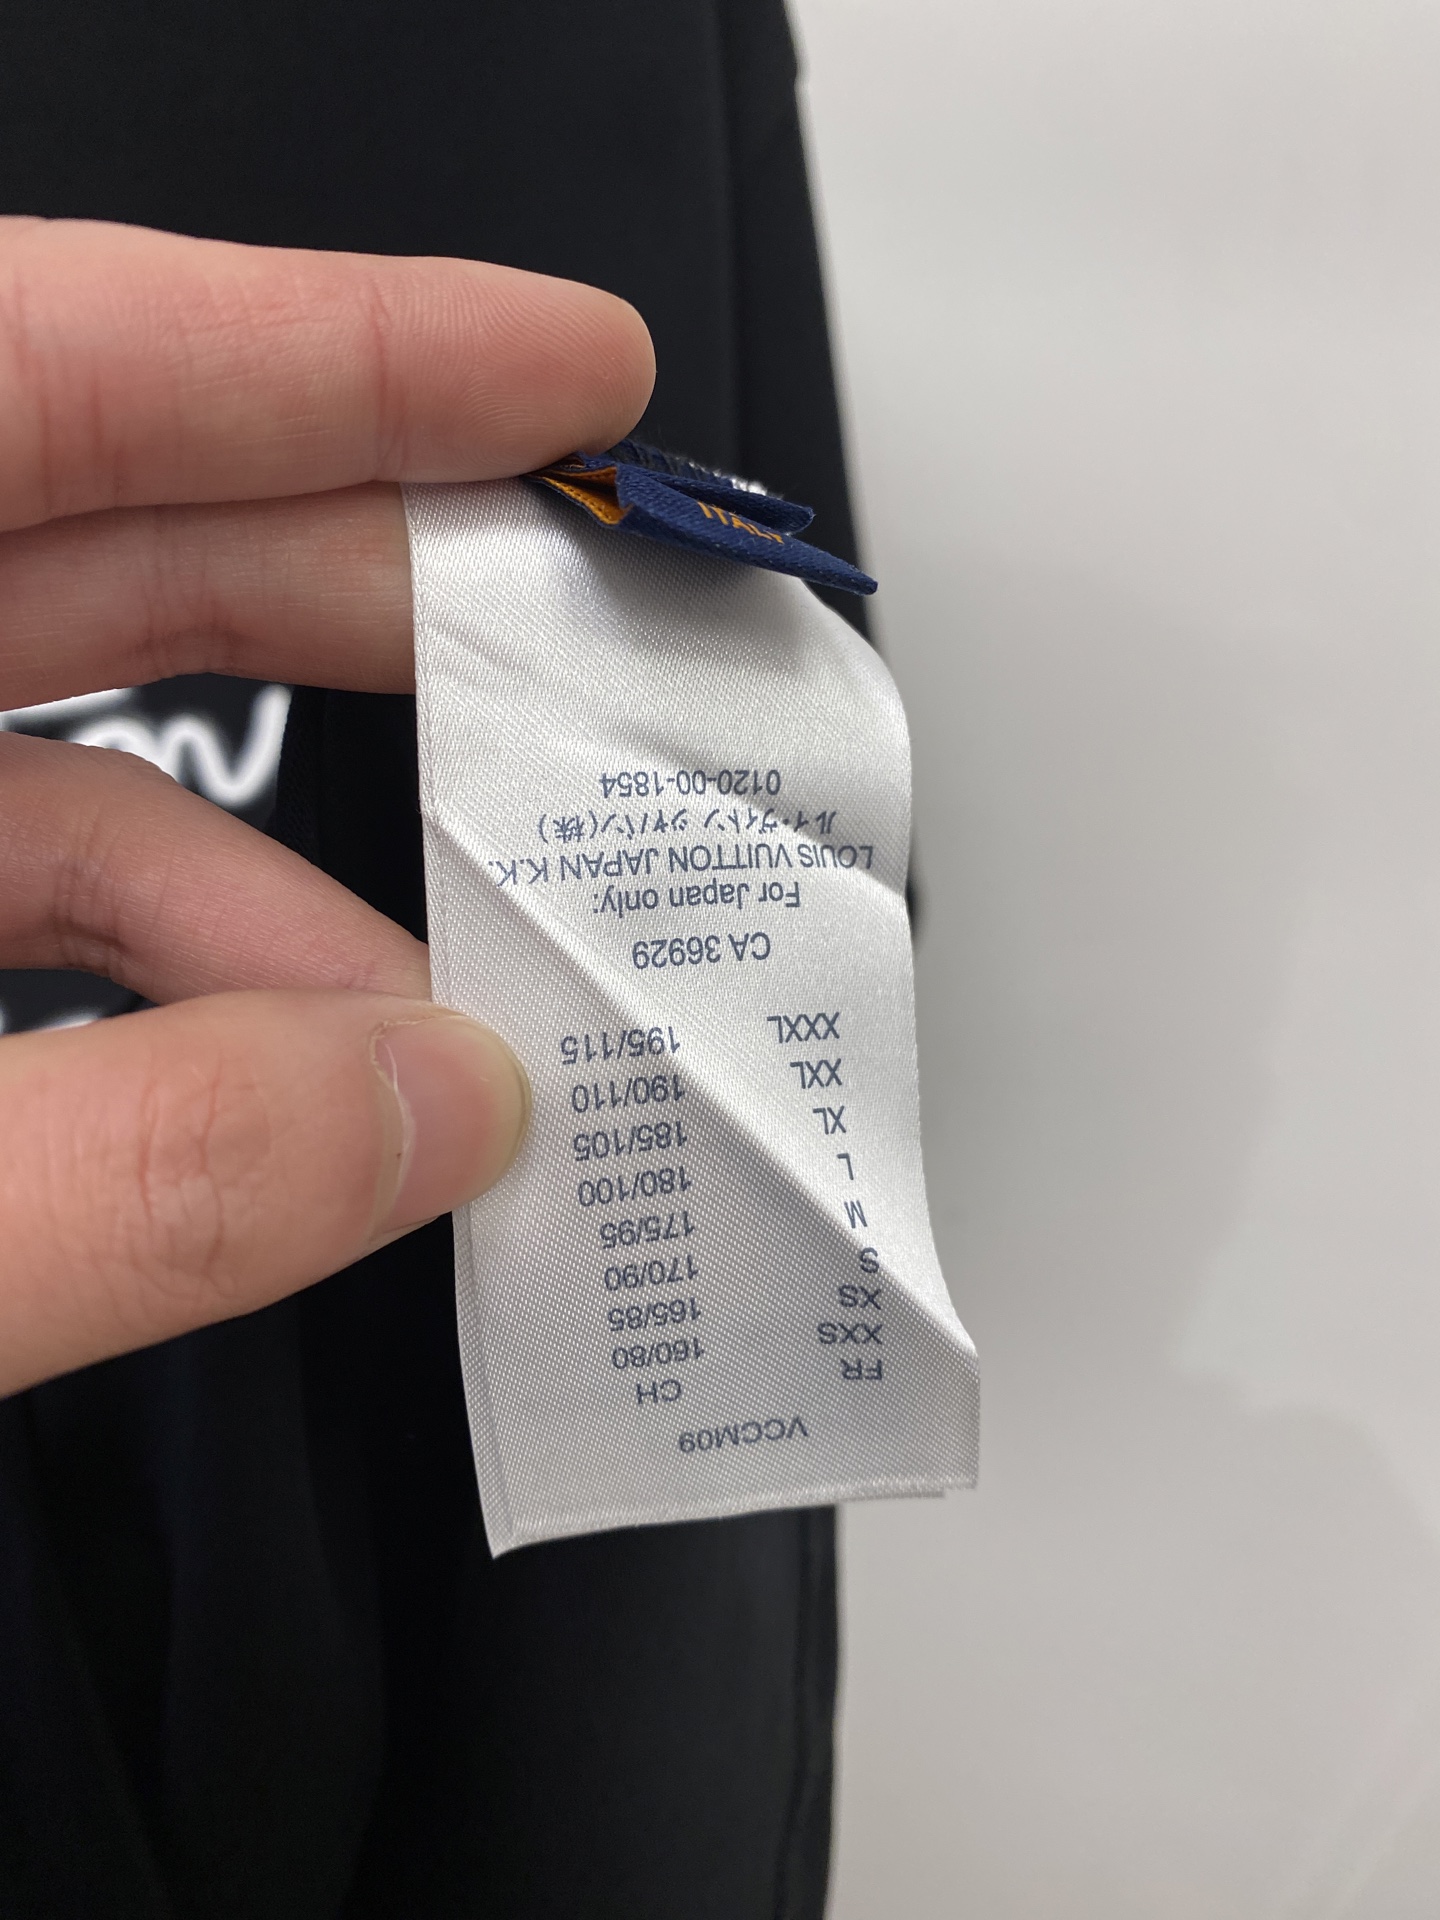 VCCM09
FR CH
XXS 160/80
XS 165/85
S 170/90
M 175/95
L 180/100
XL 185/105
XXL 190/110
XXXL 195/115
CA 36929
For Japan only:
LOUIS VUITTON JAPAN K.K.
ルイ・ヴィトン ジャパン(株)
0120-00-1854
ITALY